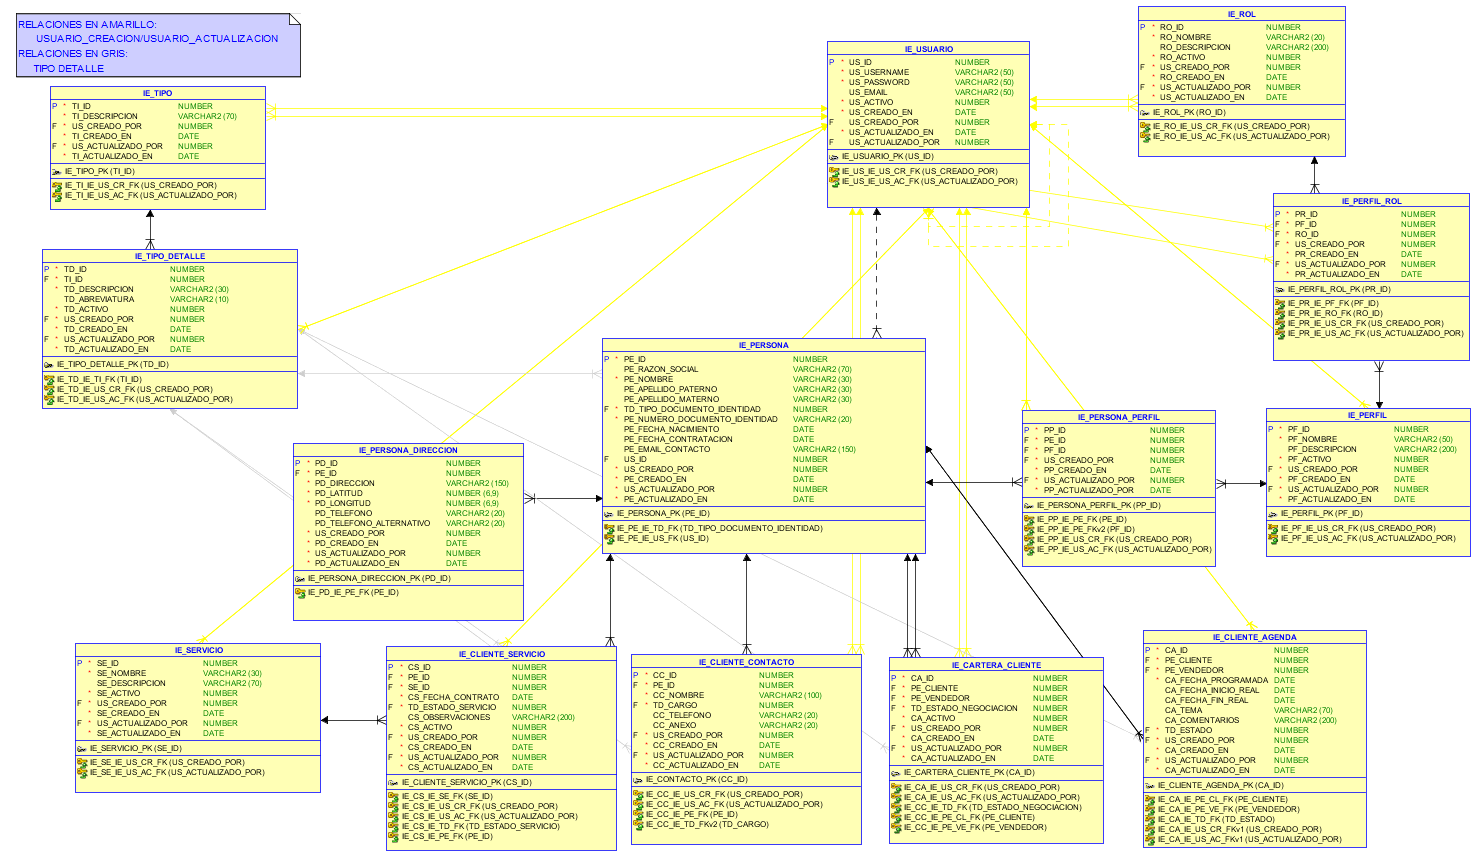 RELACIONES EN AMARILLO:
USUARIO_CREACION/USUARIO_ACTUALIZACION
RELACIONES EN GRIS:
TIPO DETALLE
IE_TIPO
P * TI_ID NUMBER
* TI_DESCRIPCION VARCHAR2 (70)
F * US_CREADO_POR NUMBER
* TI_CREADO_EN DATE
F * US_ACTUALIZADO_POR NUMBER
* TI_ACTUALIZADO_EN DATE
IE_TIPO_PK (TI_ID)
IE_TI_IE_US_CR_FK (US_CREADO_POR)
IE_TI_IE_US_AC_FK (US_ACTUALIZADO_POR)
IE_USUARIO
P * US_ID NUMBER
* US_USERNAME VARCHAR2 (50)
* US_PASSWORD VARCHAR2 (50)
US_EMAIL VARCHAR2 (50)
* US_ACTIVO NUMBER
* US_CREADO_EN DATE
F US_CREADO_POR NUMBER
* US_ACTUALIZADO_EN DATE
F US_ACTUALIZADO_POR NUMBER
IE_USUARIO_PK (US_ID)
IE_US_IE_US_CR_FK (US_CREADO_POR)
IE_US_IE_US_AC_FK (US_ACTUALIZADO_POR)
IE_ROL
P * RO_ID NUMBER
* RO_NOMBRE VARCHAR2 (20)
RO_DESCRIPCION VARCHAR2 (200)
* RO_ACTIVO NUMBER
F * US_CREADO_POR NUMBER
* RO_CREADO_EN DATE
F * US_ACTUALIZADO_POR NUMBER
* US_ACTUALIZADO_EN DATE
IE_ROL_PK (RO_ID)
IE_RO_IE_US_CR_FK (US_CREADO_POR)
IE_RO_IE_US_AC_FK (US_ACTUALIZADO_POR)
IE_PERFIL_ROL
P * PR_ID NUMBER
F * PF_ID NUMBER
F * RO_ID NUMBER
F * US_CREADO_POR NUMBER
* PR_CREADO_EN DATE
F * US_ACTUALIZADO_POR NUMBER
* PR_ACTUALIZADO_EN DATE
IE_PERFIL_ROL_PK (PR_ID)
IE_PR_IE_PF_FK (PF_ID)
IE_PR_IE_RO_FK (RO_ID)
IE_PR_IE_US_CR_FK (US_CREADO_POR)
IE_PR_IE_US_AC_FK (US_ACTUALIZADO_POR)
IE_TIPO_DETALLE
P * TD_ID NUMBER
F * TI_ID NUMBER
* TD_DESCRIPCION VARCHAR2 (30)
TD_ABREVIATURA VARCHAR2 (10)
* TD_ACTIVO NUMBER
F * US_CREADO_POR NUMBER
* TD_CREADO_EN DATE
F * US_ACTUALIZADO_POR NUMBER
* TD_ACTUALIZADO_EN DATE
IE_TIPO_DETALLE_PK (TD_ID)
IE_TD_IE_TI_FK (TI_ID)
IE_TD_IE_US_CR_FK (US_CREADO_POR)
IE_TD_IE_US_AC_FK (US_ACTUALIZADO_POR)
IE_PERSONA
P * PE_ID NUMBER
PE_RAZON_SOCIAL VARCHAR2 (70)
* PE_NOMBRE VARCHAR2 (30)
PE_APELLIDO_PATERNO VARCHAR2 (30)
PE_APELLIDO_MATERNO VARCHAR2 (30)
F * TD_TIPO_DOCUMENTO_IDENTIDAD NUMBER
* PE_NUMERO_DOCUMENTO_IDENTIDAD VARCHAR2 (20)
PE_FECHA_NACIMIENTO DATE
PE_FECHA_CONTRATACION DATE
PE_EMAIL_CONTACTO VARCHAR2 (150)
F US_ID NUMBER
* US_CREADO_POR NUMBER
* PE_CREADO_EN DATE
* US_ACTUALIZADO_POR NUMBER
* PE_ACTUALIZADO_EN DATE
IE_PERSONA_PK (PE_ID)
IE_PE_IE_TD_FK (TD_TIPO_DOCUMENTO_IDENTIDAD)
IE_PE_IE_US_FK (US_ID)
IE_PERSONA_PERFIL
P * PP_ID NUMBER
F * PE_ID NUMBER
F * PF_ID NUMBER
F * US_CREADO_POR NUMBER
* PP_CREADO_EN DATE
F * US_ACTUALIZADO_POR NUMBER
* PP_ACTUALIZADO_EN DATE
IE_PERSONA_PERFIL_PK (PP_ID)
IE_PP_IE_PE_FK (PE_ID)
IE_PP_IE_PE_FKv2 (PF_ID)
IE_PP_IE_US_CR_FK (US_CREADO_POR)
IE_PP_IE_US_AC_FK (US_ACTUALIZADO_POR)
IE_PERFIL
P * PF_ID NUMBER
* PF_NOMBRE VARCHAR2 (50)
PF_DESCRIPCION VARCHAR2 (200)
* PF_ACTIVO NUMBER
F * US_CREADO_POR NUMBER
* PF_CREADO_EN DATE
F * US_ACTUALIZADO_POR NUMBER
* PF_ACTUALIZADO_EN DATE
IE_PERFIL_PK (PF_ID)
IE_PF_IE_US_CR_FK (US_CREADO_POR)
IE_PF_IE_US_AC_FK (US_ACTUALIZADO_POR)
IE_PERSONA_DIRECCION
P * PD_ID NUMBER
F * PE_ID NUMBER
* PD_DIRECCION VARCHAR2 (150)
* PD_LATITUD NUMBER (6,9)
* PD_LONGITUD NUMBER (6,9)
PD_TELEFONO VARCHAR2 (20)
PD_TELEFONO_ALTERNATIVO VARCHAR2 (20)
* US_CREADO_POR NUMBER
* PD_CREADO_EN DATE
* US_ACTUALIZADO_POR NUMBER
* PD_ACTUALIZADO_EN DATE
IE_PERSONA_DIRECCION_PK (PD_ID)
IE_PD_IE_PE_FK (PE_ID)
IE_SERVICIO
P * SE_ID NUMBER
* SE_NOMBRE VARCHAR2 (30)
SE_DESCRIPCION VARCHAR2 (70)
* SE_ACTIVO NUMBER
F * US_CREADO_POR NUMBER
* SE_CREADO_EN DATE
F * US_ACTUALIZADO_POR NUMBER
* SE_ACTUALIZADO_EN DATE
IE_SERVICIO_PK (SE_ID)
IE_SE_IE_US_CR_FK (US_CREADO_POR)
IE_SE_IE_US_AC_FK (US_ACTUALIZADO_POR)
IE_CLIENTE_SERVICIO
P * CS_ID NUMBER
F * PE_ID NUMBER
F * SE_ID NUMBER
* CS_FECHA_CONTRATO DATE
F * TD_ESTADO_SERVICIO NUMBER
CS_OBSERVACIONES VARCHAR2 (200)
* CS_ACTIVO NUMBER
F * US_CREADO_POR NUMBER
* CS_CREADO_EN DATE
F * US_ACTUALIZADO_POR NUMBER
* CS_ACTUALIZADO_EN DATE
IE_CLIENTE_SERVICIO_PK (CS_ID)
IE_CS_IE_SE_FK (SE_ID)
IE_CS_IE_US_CR_FK (US_CREADO_POR)
IE_CS_IE_US_AC_FK (US_ACTUALIZADO_POR)
IE_CS_IE_TD_FK (TD_ESTADO_SERVICIO)
IE_CS_IE_PE_FK (PE_ID)
IE_CLIENTE_CONTACTO
P * CC_ID NUMBER
F * PE_ID NUMBER
* CC_NOMBRE VARCHAR2 (100)
F * TD_CARGO NUMBER
CC_TELEFONO VARCHAR2 (20)
CC_ANEXO VARCHAR2 (20)
F * US_CREADO_POR NUMBER
* CC_CREADO_EN DATE
F * US_ACTUALIZADO_POR NUMBER
* CC_ACTUALIZADO_EN DATE
IE_CONTACTO_PK (CC_ID)
IE_CC_IE_US_CR_FK (US_CREADO_POR)
IE_CC_IE_US_AC_FK (US_ACTUALIZADO_POR)
IE_CC_IE_PE_FK (PE_ID)
IE_CC_IE_TD_FKv2 (TD_CARGO)
IE_CARTERA_CLIENTE
P * CA_ID NUMBER
F * PE_CLIENTE NUMBER
F * PE_VENDEDOR NUMBER
F * TD_ESTADO_NEGOCIACION NUMBER
* CA_ACTIVO NUMBER
F * US_CREADO_POR NUMBER
* CA_CREADO_EN DATE
F * US_ACTUALIZADO_POR NUMBER
* CA_ACTUALIZADO_EN DATE
IE_CARTERA_CLIENTE_PK (CA_ID)
IE_CA_IE_US_CR_FK (US_CREADO_POR)
IE_CA_IE_US_AC_FK (US_ACTUALIZADO_POR)
IE_CC_IE_TD_FK (TD_ESTADO_NEGOCIACION)
IE_CC_IE_PE_CL_FK (PE_CLIENTE)
IE_CC_IE_PE_VE_FK (PE_VENDEDOR)
IE_CLIENTE_AGENDA
P * CA_ID NUMBER
F * PE_CLIENTE NUMBER
F * PE_VENDEDOR NUMBER
* CA_FECHA_PROGRAMADA DATE
CA_FECHA_INICIO_REAL DATE
CA_FECHA_FIN_REAL DATE
* CA_TEMA VARCHAR2 (70)
CA_COMENTARIOS VARCHAR2 (200)
F * TD_ESTADO NUMBER
F * US_CREADO_POR NUMBER
* CA_CREADO_EN DATE
F * US_ACTUALIZADO_POR NUMBER
* CA_ACTUALIZADO_EN DATE
IE_CLIENTE_AGENDA_PK (CA_ID)
IE_CA_IE_PE_CL_FK (PE_CLIENTE)
IE_CA_IE_PE_VE_FK (PE_VENDEDOR)
IE_CA_IE_TD_FK (TD_ESTADO)
IE_CA_IE_US_CR_FKv1 (US_CREADO_POR)
IE_CA_IE_US_AC_FKv1 (US_ACTUALIZADO_POR)